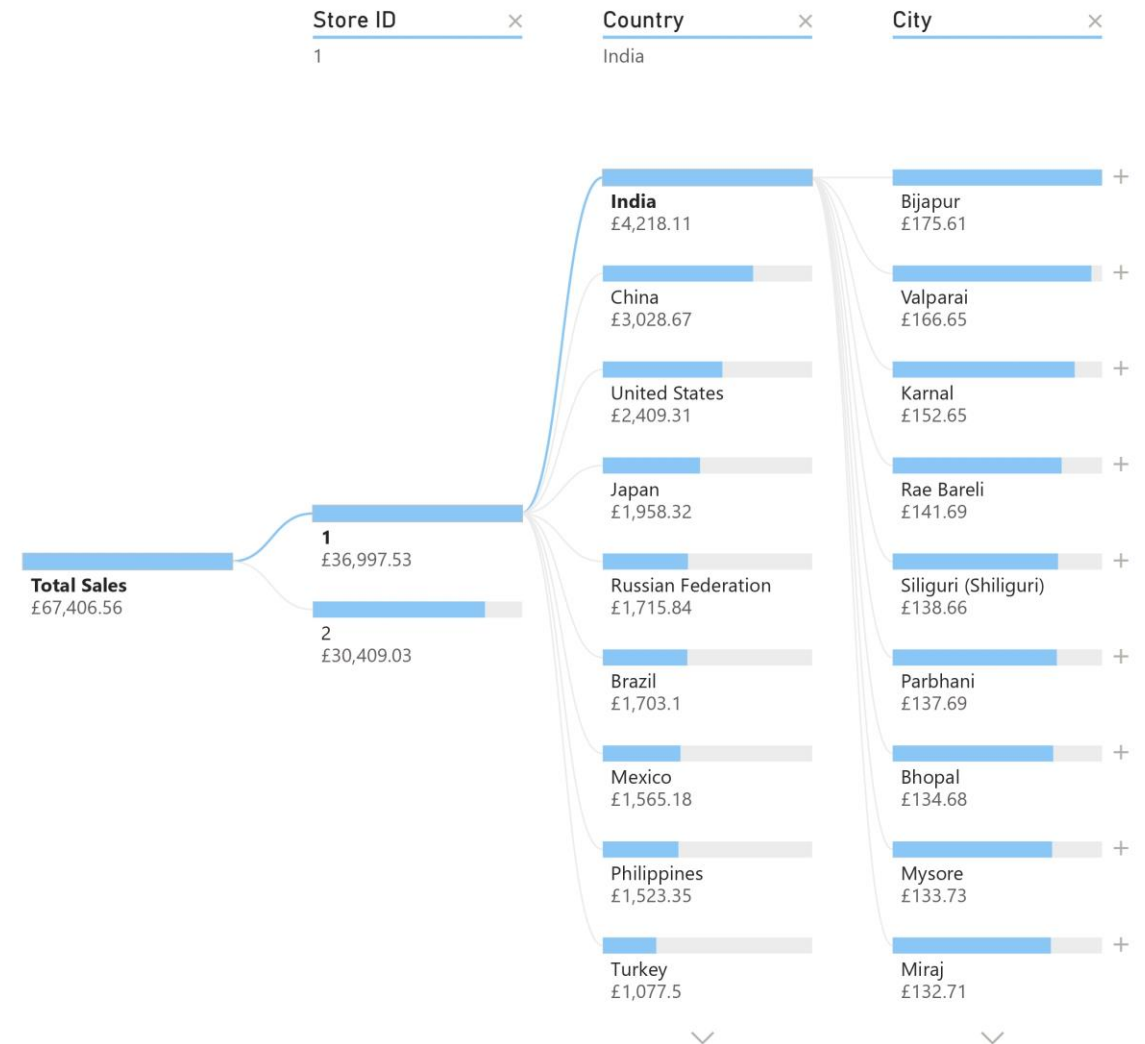 Store ID
1
Country
India
City
Total Sales
£67,406.56
1
£36,997.53
2
£30,409.03
India
£4,218.11
China
£3,028.67
United States
£2,409.31
Japan
£1,958.32
Russian Federation
£1,715.84
Brazil
£1,703.1
Mexico
£1,565.18
Philippines
£1,523.35
Turkey
£1,077.5
Bijapur
£175.61
Valparai
£166.65
Karnal
£152.65
Rae Bareli
£141.69
Siliguri (Shiliguri)
£138.66
Parbhani
£137.69
Bhopal
£134.68
Mysore
£133.73
Miraj
£132.71